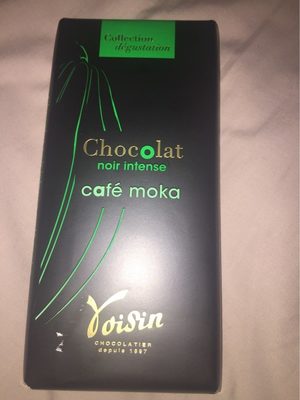 Collection
dégustation
Chocolat
noir intense
café moka
Voisin
CHOCOLATIER
depuis 1897